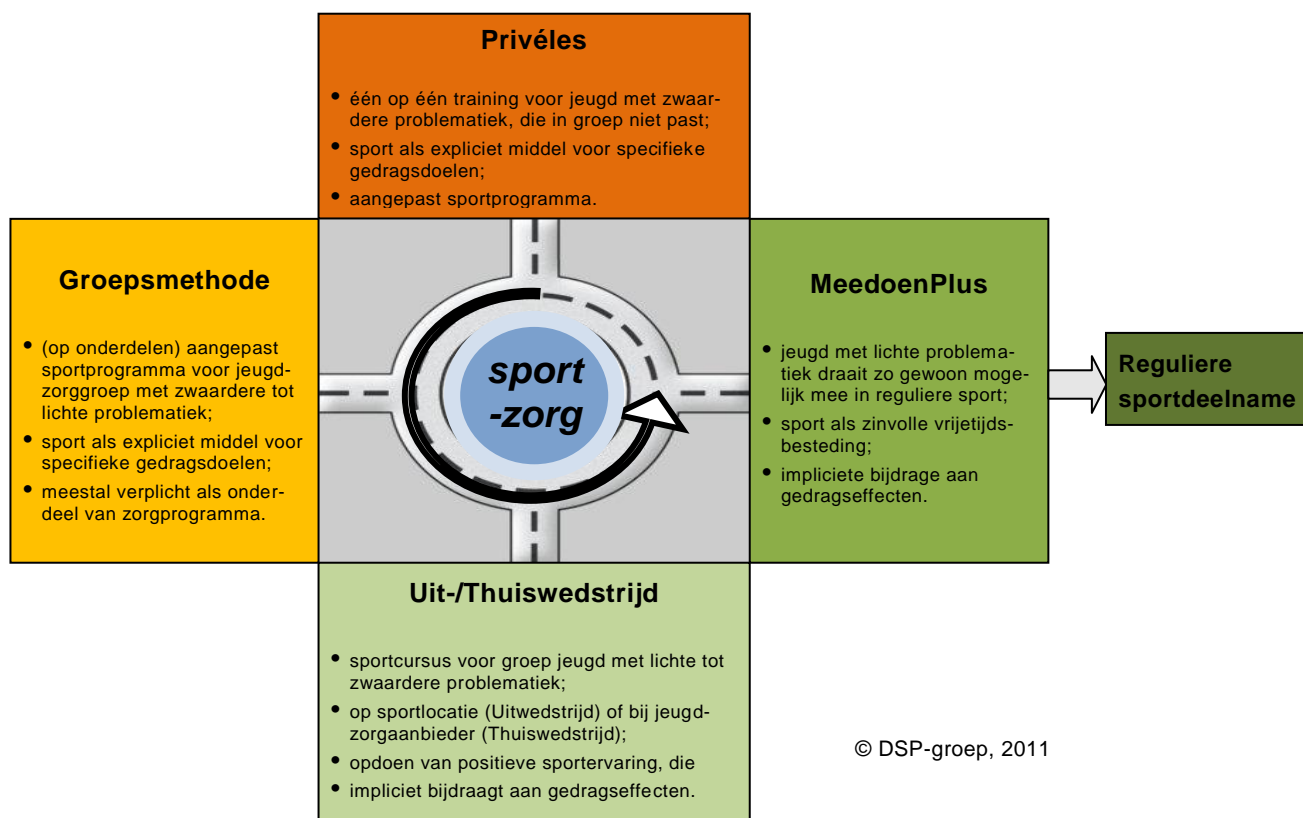 Privéles
• één op één training voor jeugd met zwaar-
dere problematiek, die in groep niet past;
• sport als expliciet middel voor specifieke
gedragsdoelen;
• aangepast sportprogramma.
Groepsmethode
• (op onderdelen) aangepast
sportprogramma voor jeugd-
zorggroep met zwaardere tot
lichte problematiek;
• sport als expliciet middel voor
specifieke gedragsdoelen;
• meestal verplicht als onder-
deel van zorgprogramma.
sport
-zorg
MeedoenPlus
• jeugd met lichte problema-
tiek draait zo gewoon moge-
lijk mee in reguliere sport;
• sport als zinvolle vrijetijds-
besteding;
• impliciete bijdrage aan
gedragseffecten.
Reguliere
sportdeelname
Uit-/Thuiswedstrijd
• sportcursus voor groep jeugd met lichte tot
zwaardere problematiek;
• op sportlocatie (Uitwedstrijd) of bij jeugd-
zorgaanbieder (Thuiswedstrijd);
• opdoen van positieve sportervaring, die
• impliciet bijdraagt aan gedragseffecten.
© DSP-groep, 2011